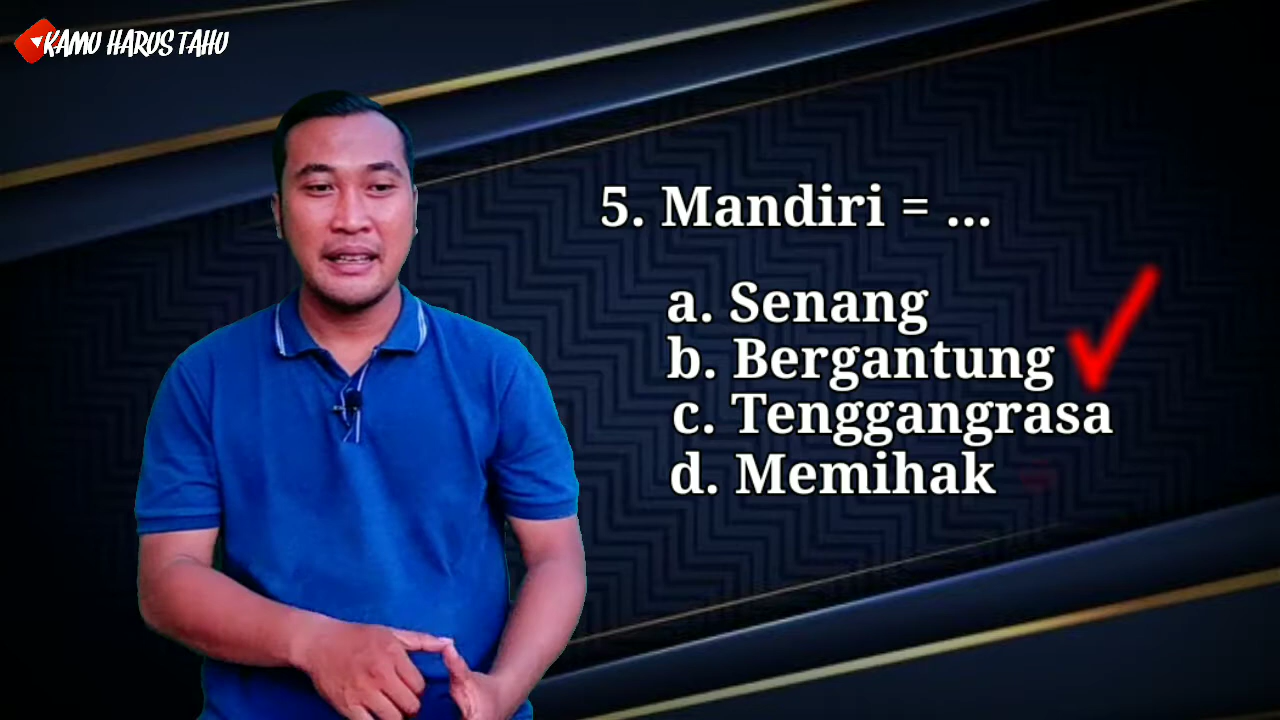 KAMU HARUS TAHU
5. Mandiri = ...
a. Senang
b. Bergantung
c. Tenggangrasa
d. Memihak